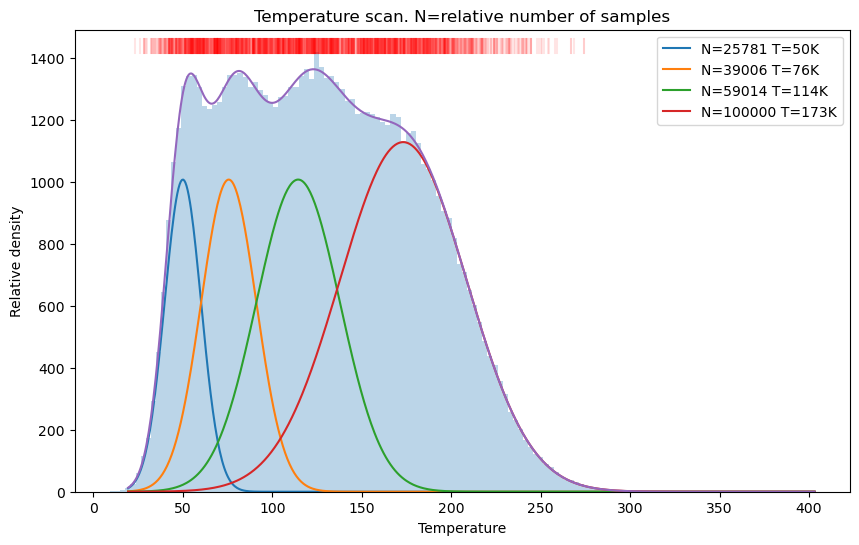 Temperature scan. N=relative number of samples
N=25781 T=50K
N=39006 T=76K
N=59014 T=114K
N=100000 T=173K
Relative density
1400
1200
1000
800
600
400
200
0
0 50 100 150 200 250 300 350 400
Temperature